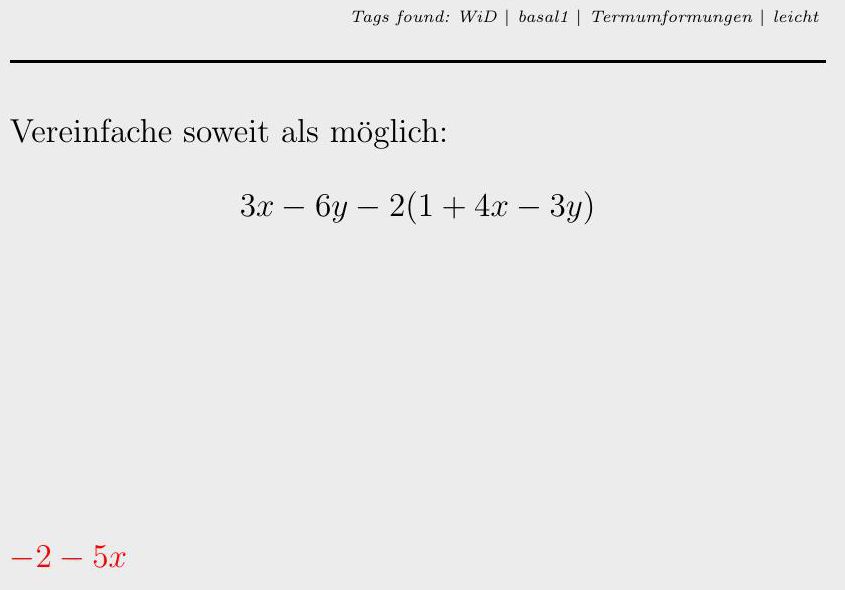 Tags found: WiD | basal1 | Termumformungen | leicht
Vereinfache soweit als möglich:
3x − 6y − 2(1 + 4x − 3y)
−2 − 5x